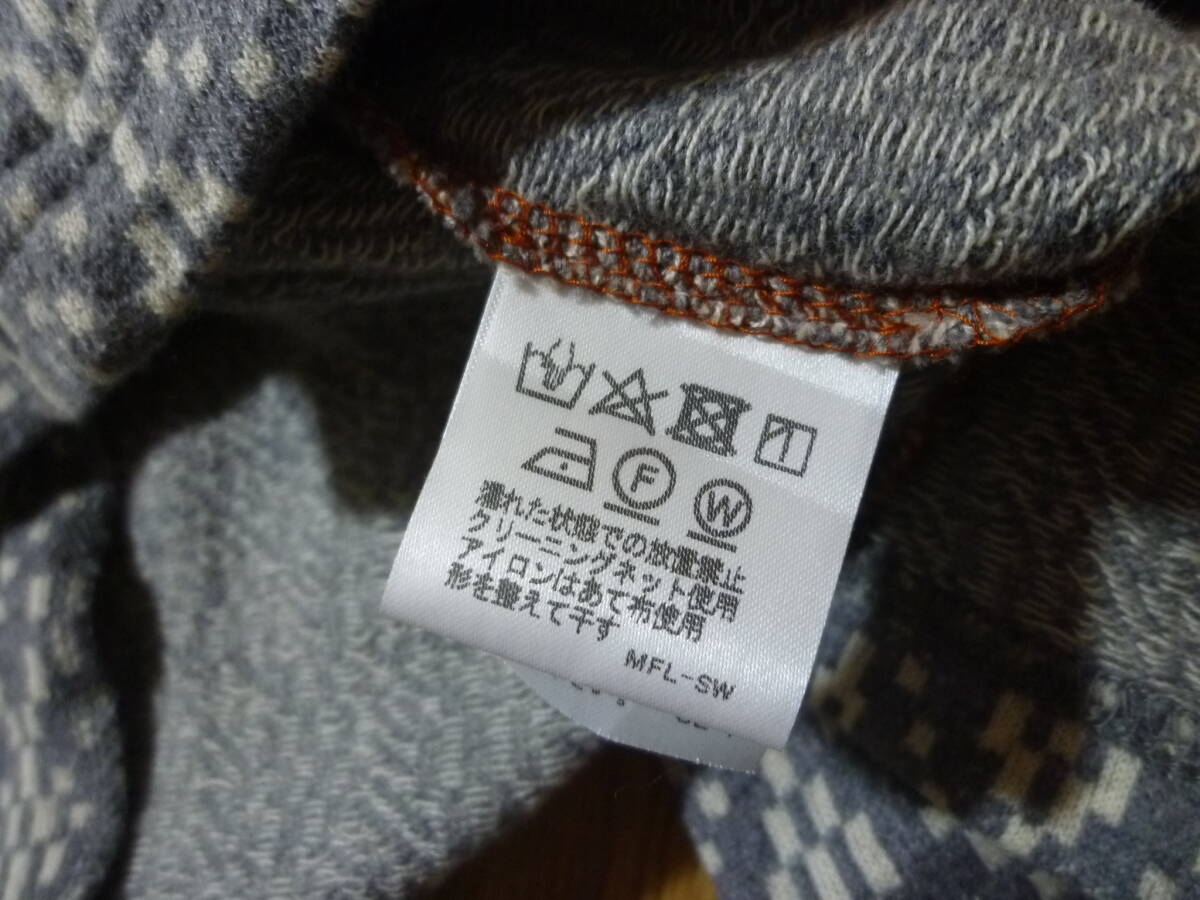 F W
濡れた状態での放置禁止
クリーニングネット使用
アイロンはあて布使用
形を整えて干す
MFL-SW